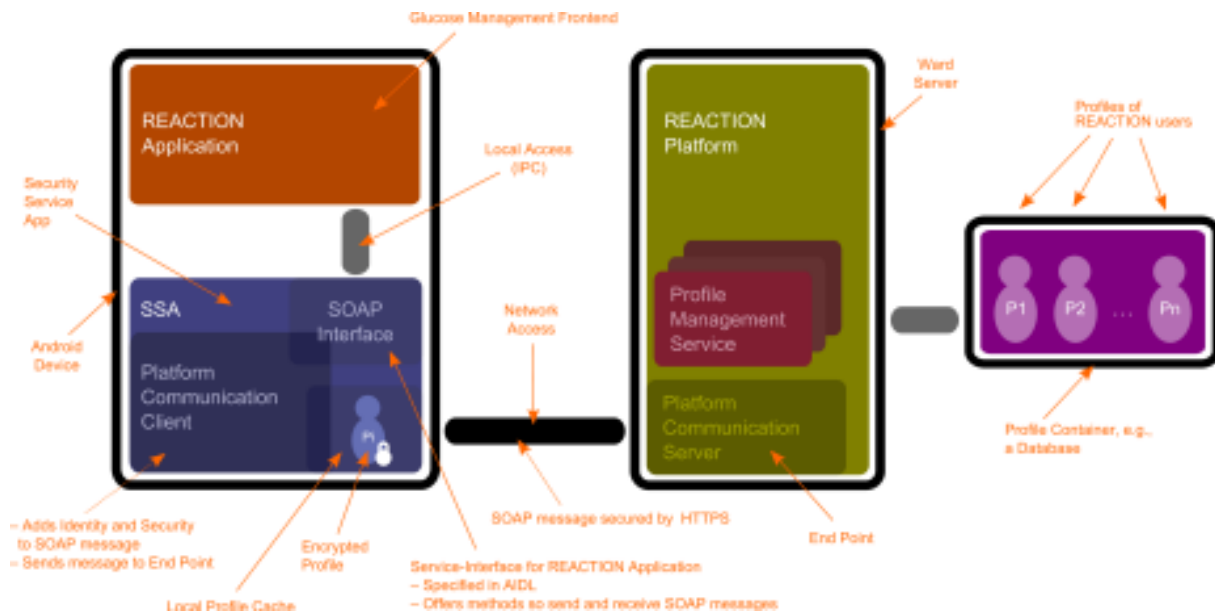 Glucose Management Frontend
REACTION
Application
Security
Service
App
Local Access
(IPC)
SSA
SOAP
Interface
Platform
Communication
Client
Pi
Android
Device
– Adds Identity and Security
to SOAP message
– Sends message to End Point
Local Profile Cache
Encrypted
Profile
Network
Access
SOAP message secured by HTTPS
Service-Interface for REACTION Application
– Specified in AIDL
– Offers methods so send and receive SOAP messages
Ward
Server
REACTION
Platform
Profile
Management
Service
Platform
Communication
Server
End Point
Profiles of
REACTION users
P1
P2
...
Pn
Profile Container, e.g.,
a Database